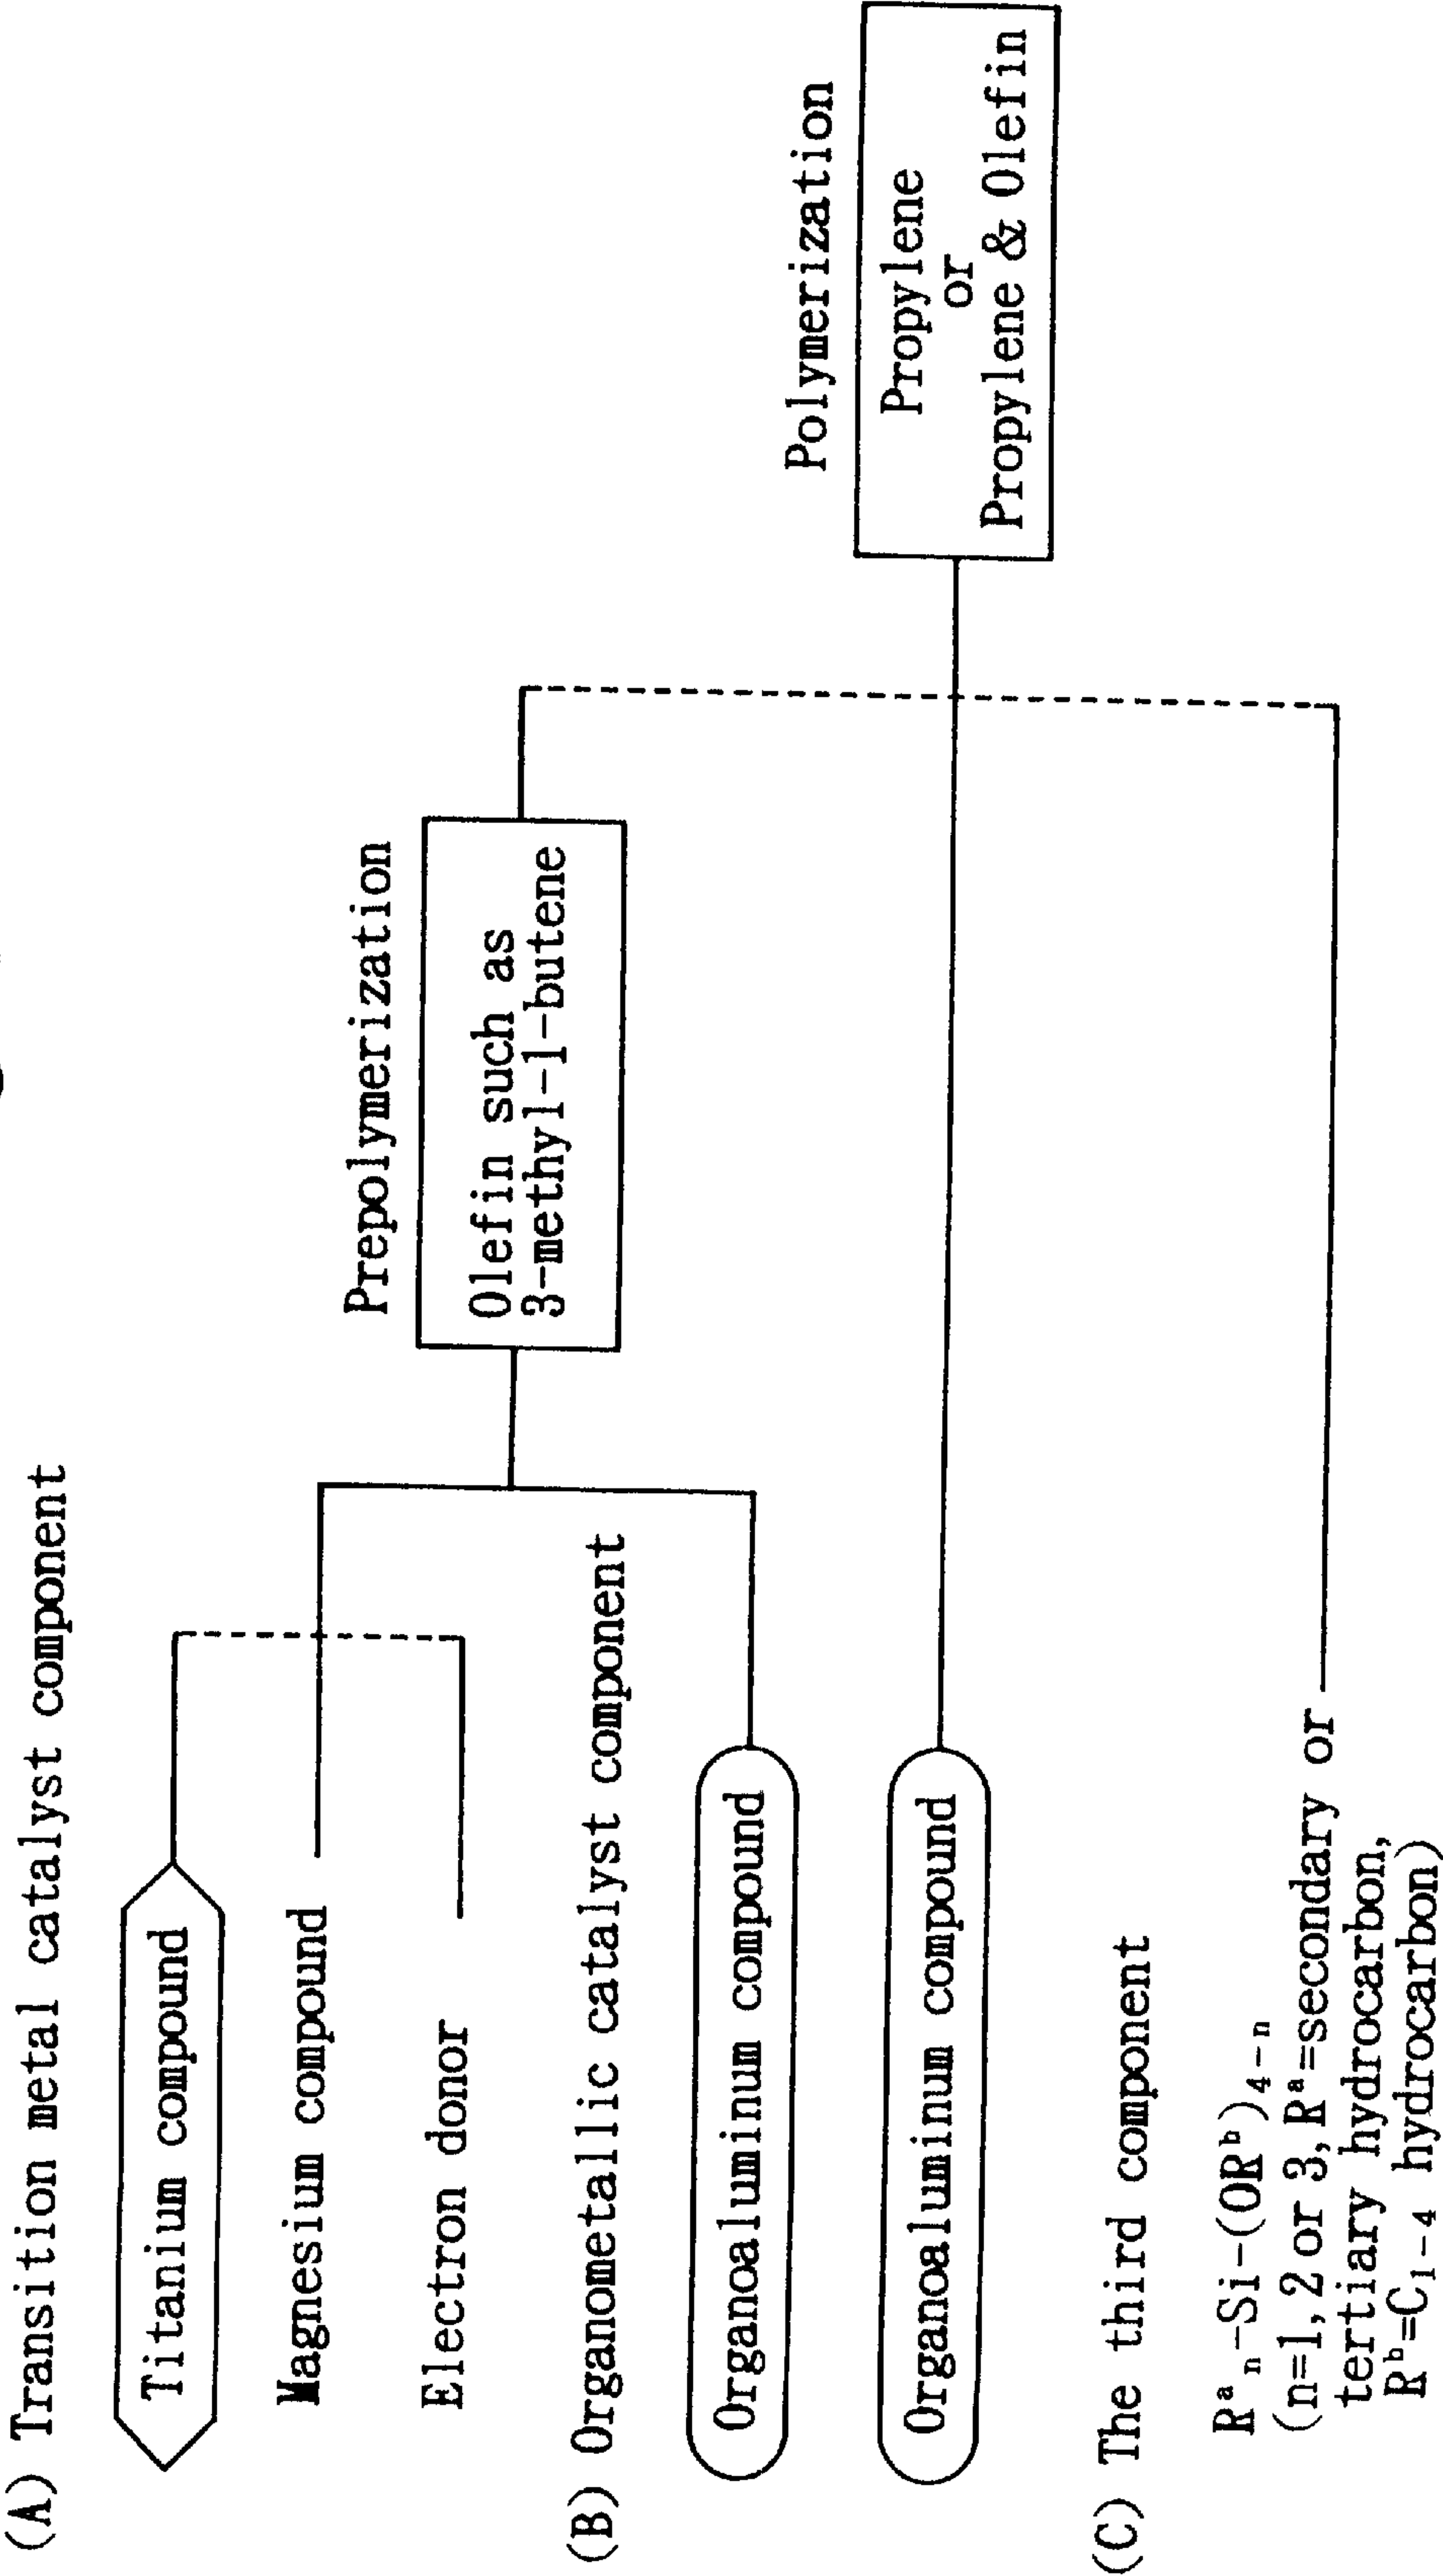 (A) Transition metal catalyst component
Titanium compound
Magnesium compound
Electron donor
(B) Organometallic catalyst component
Organoaluminum compound
Organoaluminum compound
(C) The third component
Rᵃₙ-Si-(ORᵇ)₄₋ₙ
(n=1, 2 or 3, Rᵃ=secondary or
tertiary hydrocarbon,
Rᵇ=C₁₋₄ hydrocarbon)
Prepolymerization
Olefin such as
3-methyl-1-butene
Polymerization
Propylene
or
Propylene & Olefin